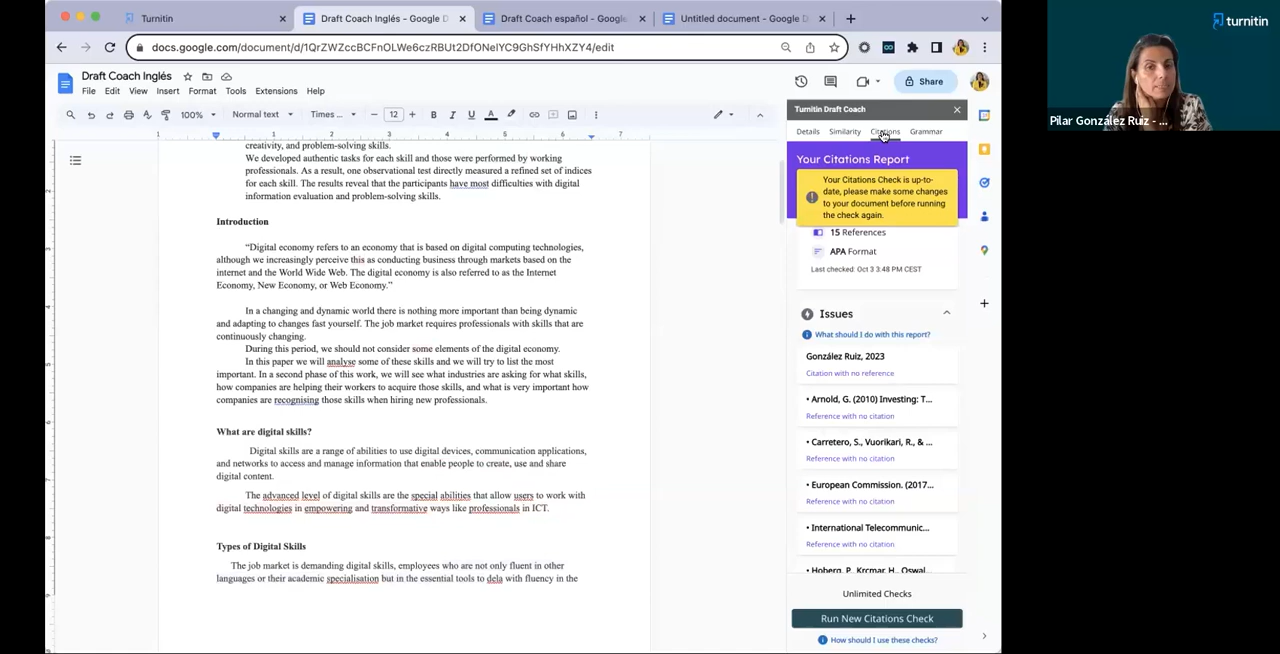 Turnitin
Draft Coach Inglés - Google D
Draft Coach español - Google
Untitled document - Google D
docs.google.com/document/d/1QrZWZccBCFnOLWe6czRBUt2DfONeIYC9GhSfYHhXZY4/edit
turnitin
Pilar González Ruiz - ...
Draft Coach Inglés
File Edit View Insert Format Tools Extensions Help
Share
100% Normal text Times ... − 12 + B I U A
1 1 2 3 4 5 6 7
creativity, and problem-solving skills.
We developed authentic tasks for each skill and those were performed by working
professionals. As a result, one observational test directly measured a refined set of indices
for each skill. The results reveal that the participants have most difficulties with digital
information evaluation and problem-solving skills.
Introduction
“Digital economy refers to an economy that is based on digital computing technologies,
although we increasingly perceive this as conducting business through markets based on the
internet and the World Wide Web. The digital economy is also referred to as the Internet
Economy, New Economy, or Web Economy.”
In a changing and dynamic world there is nothing more important than being dynamic
and adapting to changes fast yourself. The job market requires professionals with skills that are
continuously changing.
During this period, we should not consider some elements of the digital economy.
In this paper we will analyse some of these skills and we will try to list the most
important. In a second phase of this work, we will see what industries are asking for what skills,
how companies are helping their workers to acquire those skills, and what is very important how
companies are recognising those skills when hiring new professionals.
What are digital skills?
Digital skills are a range of abilities to use digital devices, communication applications,
and networks to access and manage information that enable people to create, use and share
digital content.
The advanced level of digital skills are the special abilities that allow users to work with
digital technologies in empowering and transformative ways like professionals in ICT.
Types of Digital Skills
The job market is demanding digital skills, employees who are not only fluent in other
languages or their academic specialisation but in the essential tools to dela with fluency in the
Turnitin Draft Coach
Details Similarity Citations Grammar
Your Citations Report
Your Citations Check is up-to-
date, please make some changes
to your document before running
the check again.
15 References
APA Format
Last checked: Oct 3 3:48 PM CEST
Issues
What should I do with this report?
González Ruiz, 2023
Citation with no reference
• Arnold, G. (2010) Investing: T...
Reference with no citation
• Carretero, S., Vuorikari, R., & ...
Reference with no citation
• European Commission. (2017...
Reference with no citation
• International Telecommunic...
Reference with no citation
• Hoberg, P., Krcmar, H., Oswal...
Unlimited Checks
Run New Citations Check
How should I use these checks?